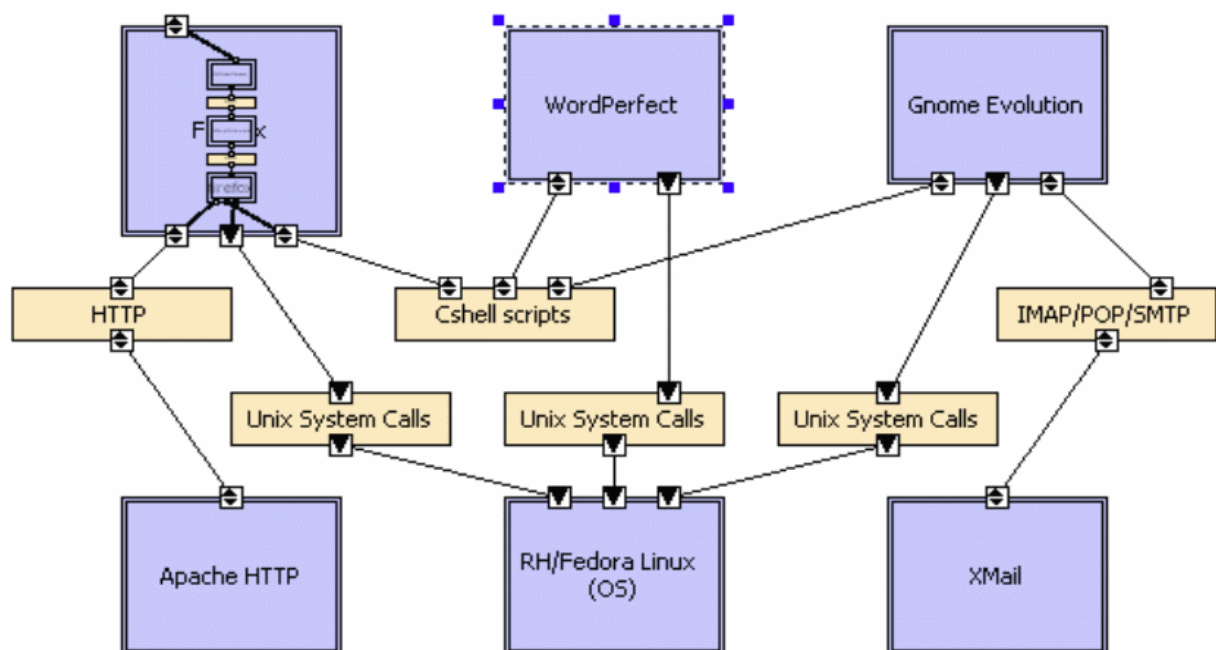 WordPerfect
Gnome Evolution
HTTP
Cshell scripts
IMAP/POP/SMTP
Unix System Calls
Unix System Calls
Unix System Calls
Apache HTTP
RH/Fedora Linux
(OS)
XMail